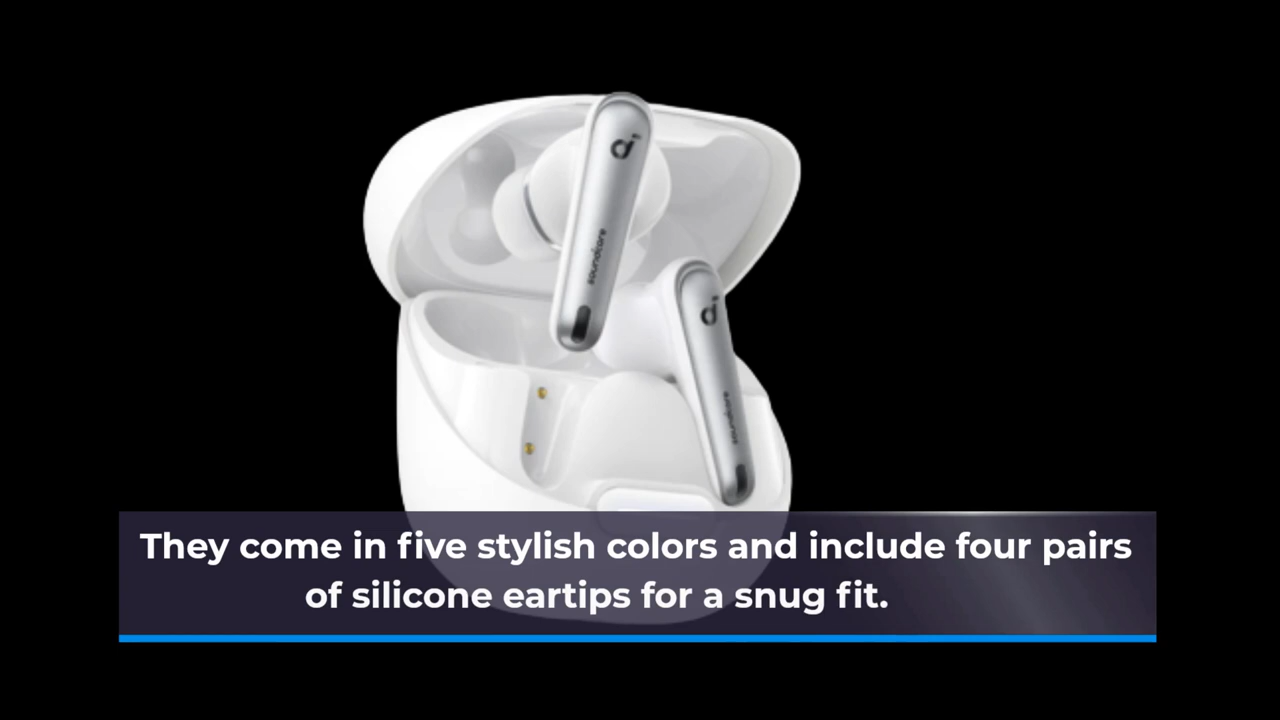 soundcore
soundcore
They come in five stylish colors and include four pairs
of silicone eartips for a snug fit.